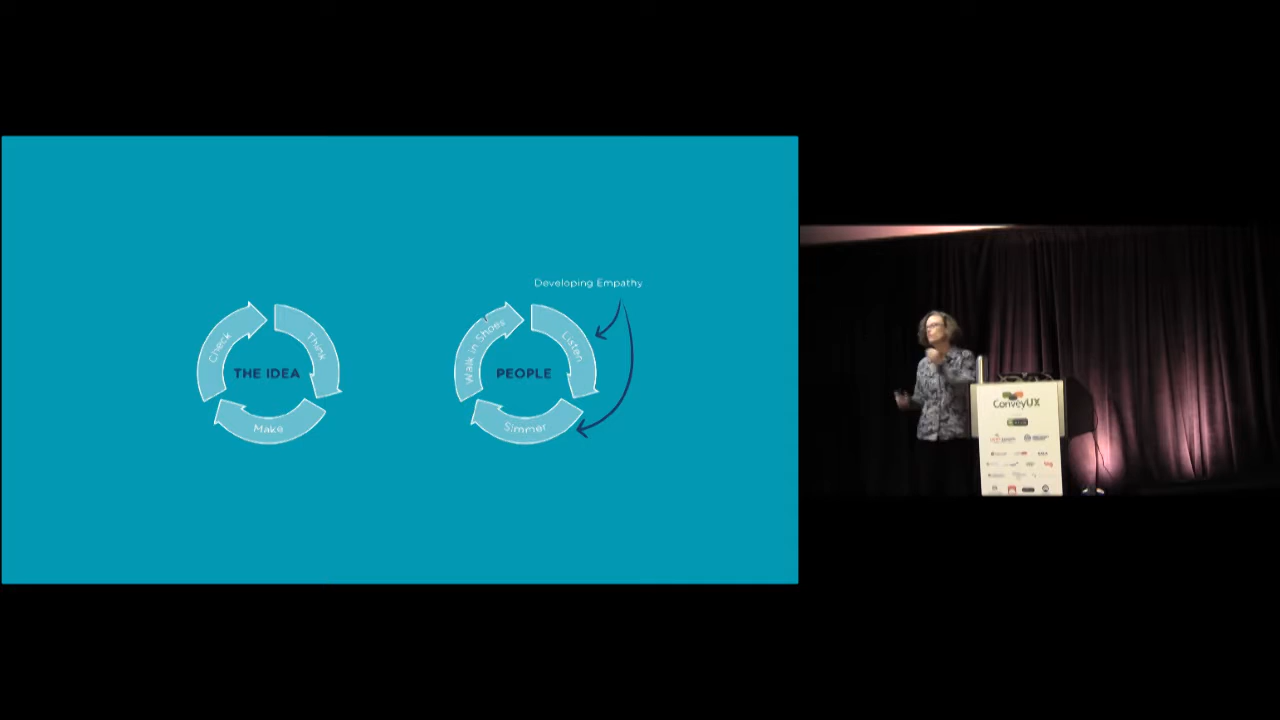 Developing Empathy
Check
Think
THE IDEA
Make
Walk in Shoes
Listen
PEOPLE
Simmer
ConveyUX